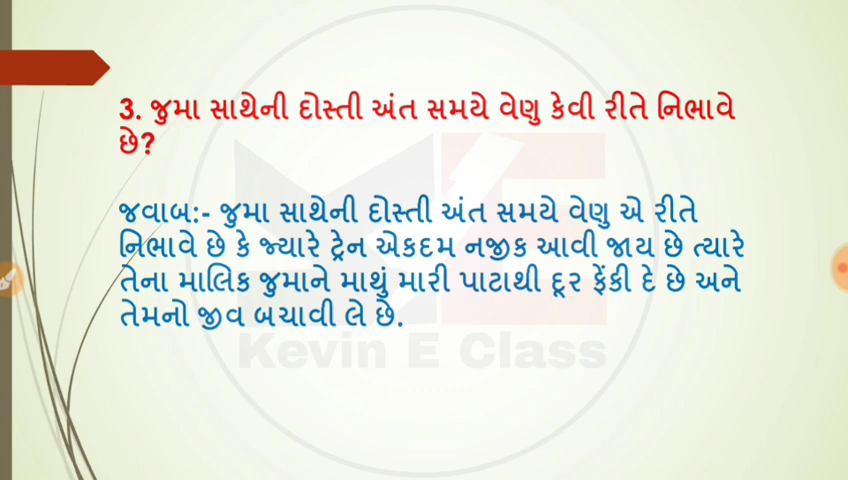 3. જુમા સાથેની દોસ્તી અંત સમયે વેણુ કેવી રીતે નિભાવે
છે?
જવાબ:- જુમા સાથેની દોસ્તી અંત સમયે વેણુ એ રીતે
નિભાવે છે કે જ્યારે ટ્રેન એકદમ નજીક આવી જાય છે ત્યારે
તેના માલિક જુમાને માથું મારી પાટાથી દૂર ફેંકી દે છે અને
તેમનો જીવ બચાવી લે છે.
Kevin E Class